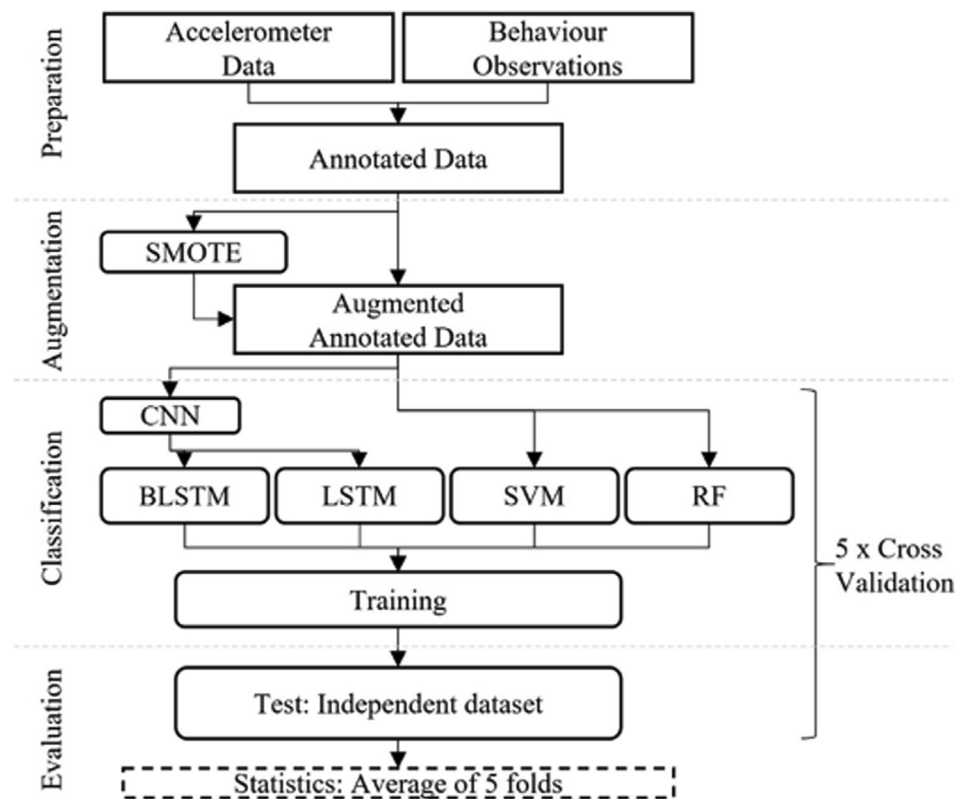 Preparation
Accelerometer
Data
Behaviour
Observations
Annotated Data
Augmentation
SMOTE
Augmented
Annotated Data
Classification
CNN
BLSTM
LSTM
SVM
RF
Training
5 x Cross
Validation
Evaluation
Test: Independent dataset
Statistics: Average of 5 folds